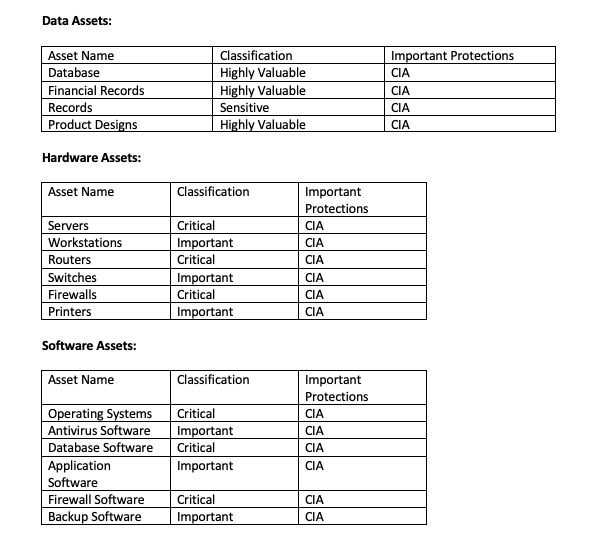 Data Assets:
Asset Name Classification Important Protections
Database Highly Valuable CIA
Financial Records Highly Valuable CIA
Records Sensitive CIA
Product Designs Highly Valuable CIA
Hardware Assets:
Asset Name Classification Important
Protections
Servers Critical CIA
Workstations Important CIA
Routers Critical CIA
Switches Important CIA
Firewalls Critical CIA
Printers Important CIA
Software Assets:
Asset Name Classification Important
Protections
Operating Systems Critical CIA
Antivirus Software Important CIA
Database Software Critical CIA
Application Important CIA
Software
Firewall Software Critical CIA
Backup Software Important CIA